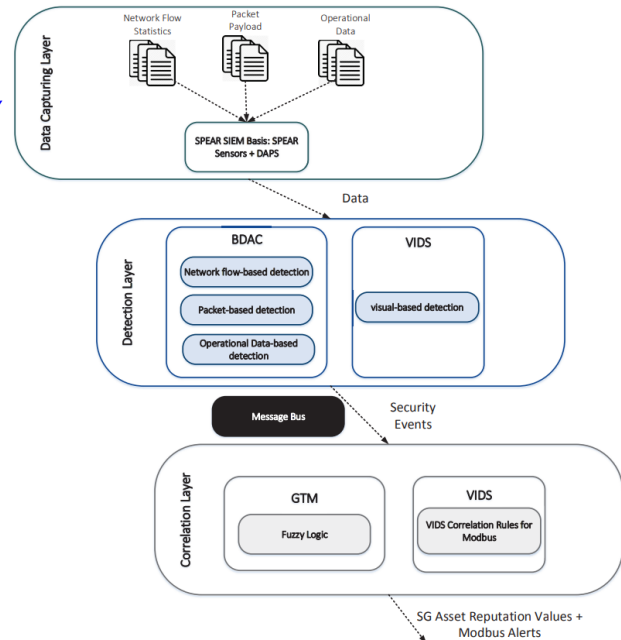 Network Flow
Statistics
Packet
Payload
Operational
Data
Data Capturing Layer
SPEAR SIEM Basis: SPEAR
Sensors + DAPS
Data
Detection Layer
BDAC
Network flow-based detection
Packet-based detection
Operational Data-based
detection
VIDS
visual-based detection
Message Bus
Security
Events
Correlation Layer
GTM
Fuzzy Logic
VIDS
VIDS Correlation Rules for
Modbus
SG Asset Reputation Values +
Modbus Alerts